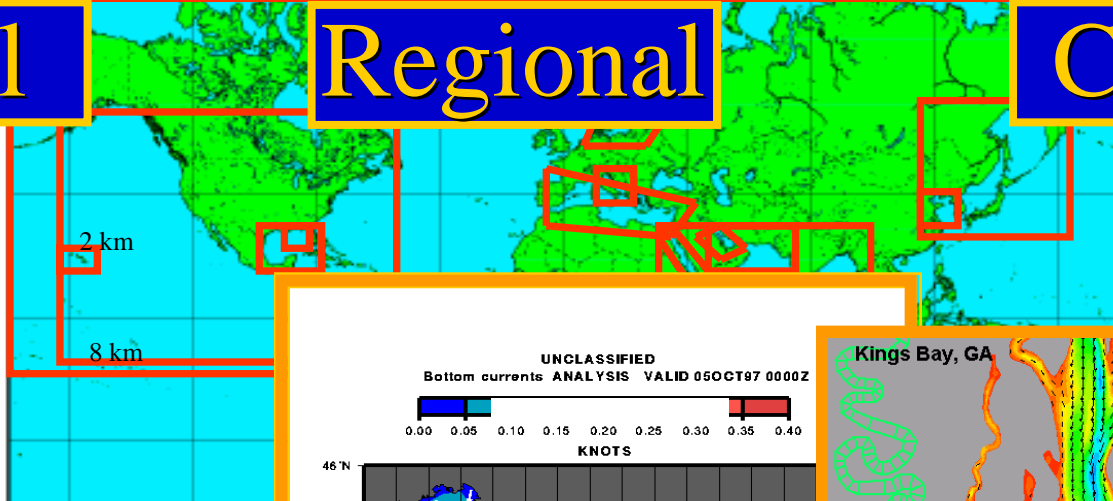 l
Regional
C
2 km
8 km
UNCLASSIFIED
Bottom currents ANALYSIS VALID 05OCT97 0000Z
0.00 0.05 0.10 0.15 0.20 0.25 0.30 0.35 0.40
KNOTS
46°N
Kings Bay, GA